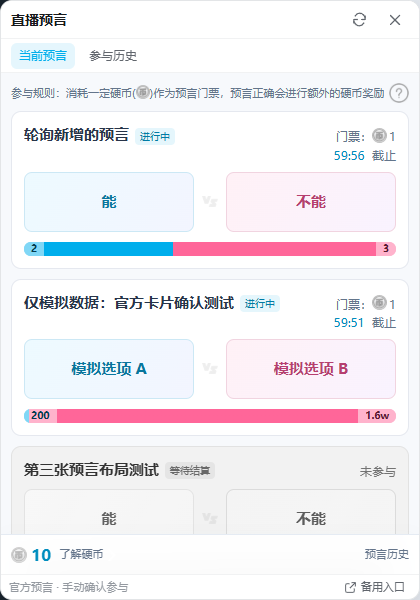 直播预言
当前预言 参与历史
参与规则：消耗一定硬币()作为预言门票，预言正确会进行额外的硬币奖励 ?
轮询新增的预言 进行中 门票： 1
59:56 截止
能 vs 不能
2 3
仅模拟数据：官方卡片确认测试 进行中 门票： 1
59:51 截止
模拟选项 A vs 模拟选项 B
200 1.6w
第三张预言布局测试 等待结算 未参与
能 vs 不能
10 了解硬币 预言历史
官方预言 · 手动确认参与 备用入口